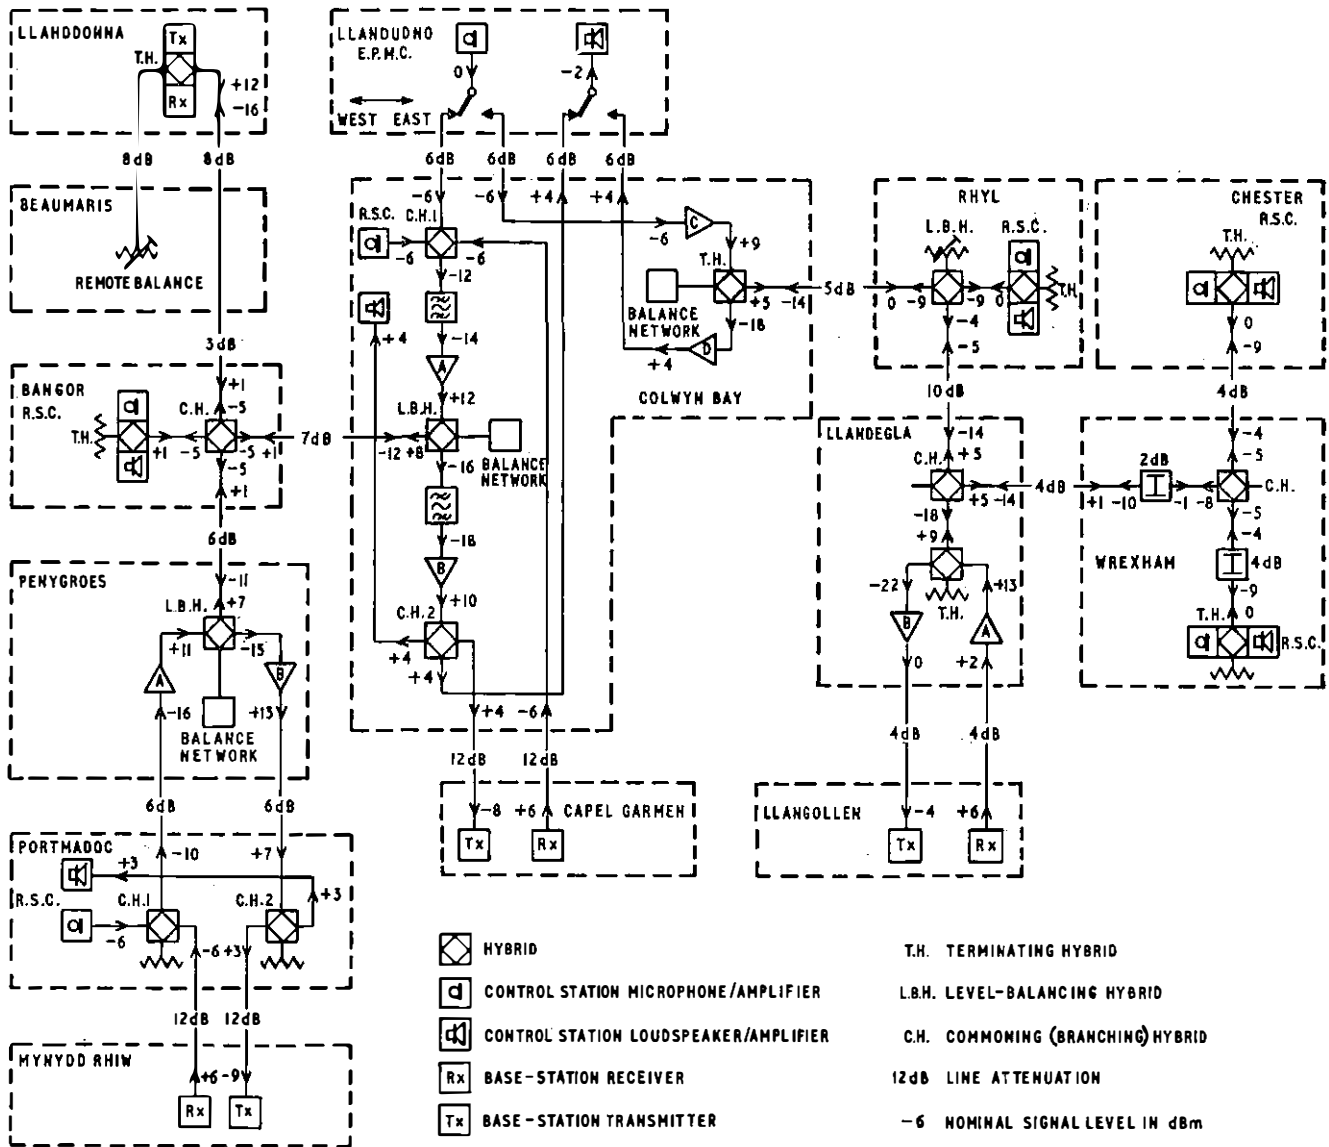 LLANDDONNA
Tx
T.H.
Rx
+12
-16
8dB
8dB
BEAUMARIS
REMOTE BALANCE
3dB
BANGOR
R.S.C.
T.H.
C.H.
+1
-5
+1
-5
-5
+1
-5
+1
7dB
6dB
PENYGROES
-11
+7
L.B.H.
+11
-15
A
B
-16
+13
BALANCE
NETWORK
6dB
6dB
PORTMADOC
-10
+7
+3
+3
R.S.C.
C.H.1
C.H.2
-6
-6
+3
12dB
12dB
MYNYDD RHIW
+6
-9
Rx
Tx
LLANDUDNO
E.P.M.C.
0
-2
WEST EAST
6dB
6dB
6dB
6dB
-6
-6
+4
+4
R.S.C.
C.H.1
-6
-6
-12
-14
+4
A
+12
L.B.H.
-12
+8
-16
BALANCE
NETWORK
-18
B
+10
C.H.2
+4
+4
+4
-6
12dB
12dB
-8
+6
CAPEL GARMEN
Tx
Rx
C
-6
+9
T.H.
+5
-14
BALANCE
NETWORK
-18
D
+4
COLWYN BAY
5dB
RHYL
L.B.H.
R.S.C.
T.H.
0
-9
-9
0
-4
-5
10dB
LLANDEGLA
-14
+5
C.H.
+5
-14
4dB
-18
+9
-22
+13
T.H.
B
A
0
+2
4dB
4dB
-4
+6
LLANGOLLEN
Tx
Rx
CHESTER
R.S.C.
T.H.
0
-9
4dB
-4
-5
2dB
C.H.
+1
-10
-1
-8
-5
-4
WREXHAM
4dB
-9
T.H.
0
R.S.C.
HYBRID
CONTROL STATION MICROPHONE/AMPLIFIER
CONTROL STATION LOUDSPEAKER/AMPLIFIER
Rx BASE-STATION RECEIVER
Tx BASE-STATION TRANSMITTER
T.H. TERMINATING HYBRID
L.B.H. LEVEL-BALANCING HYBRID
C.H. COMMONING (BRANCHING) HYBRID
12dB LINE ATTENUATION
-6 NOMINAL SIGNAL LEVEL IN dBm